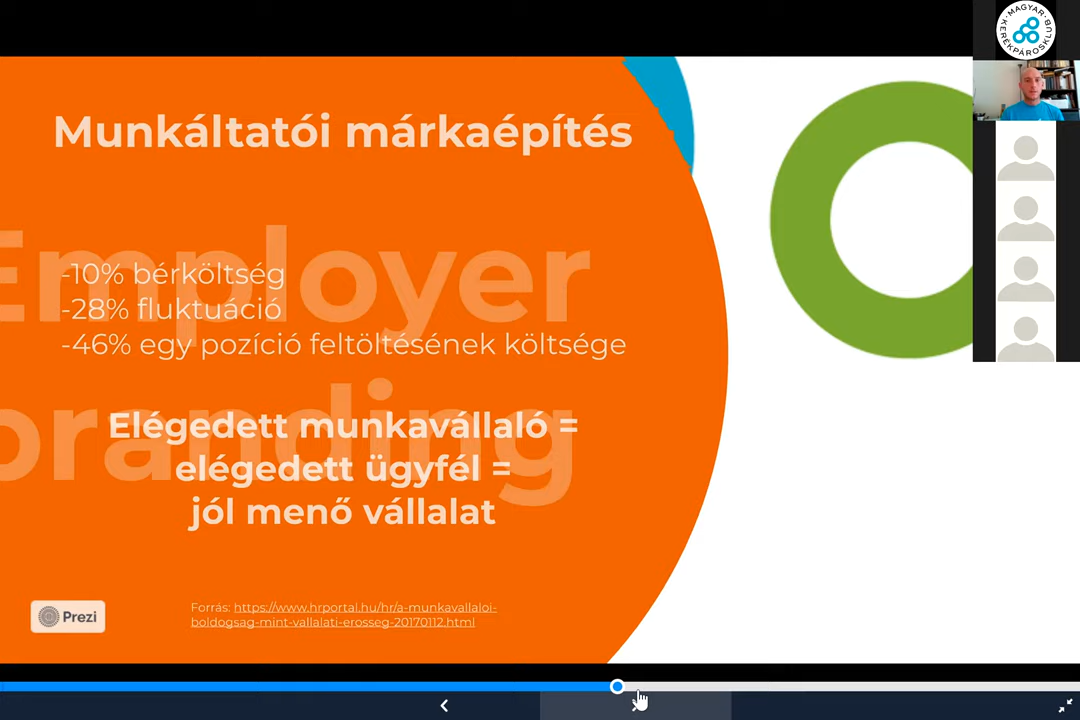 MAGYAR
KERÉKPÁROSKLUB
Munkáltatói márkaépítés
Employer
branding
-10% bérköltség
-28% fluktuáció
-46% egy pozíció feltöltésének költsége
Elégedett munkavállaló =
elégedett ügyfél =
jól menő vállalat
Prezi
Forrás: https://www.hrportal.hu/hr/a-munkavallaloi-
boldogsag-mint-vallalati-erosseg-20170112.html